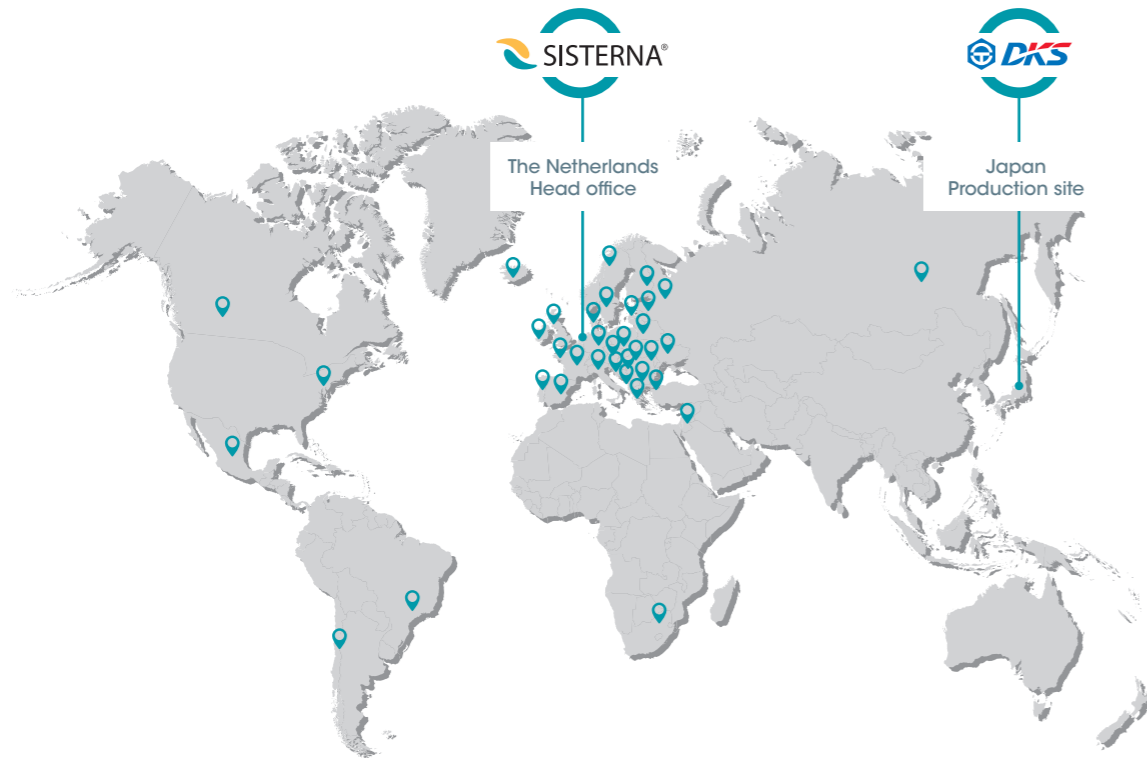 SISTERNA®
DKS
The Netherlands
Head office
Japan
Production site